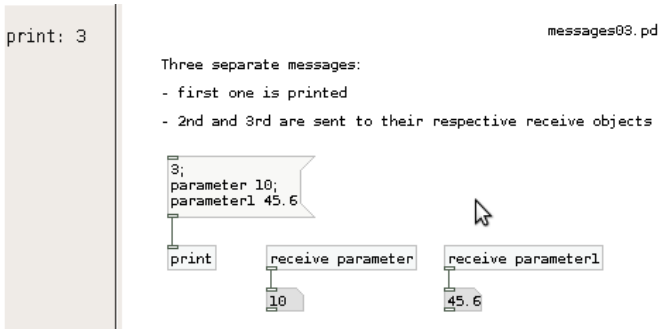 print: 3
messages03.pd
Three separate messages:
- first one is printed
- 2nd and 3rd are sent to their respective receive objects
3;
parameter 10;
parameter1 45.6
print
receive parameter
receive parameter1
10
45.6